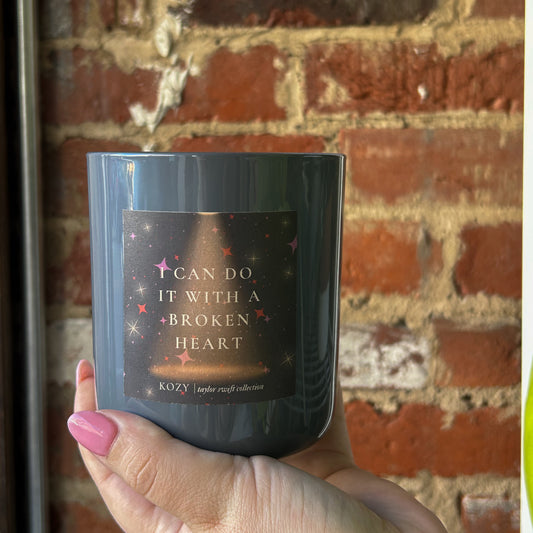 I CAN DO
IT WITH A
BROKEN
HEART
KOZY | taylor swift collection